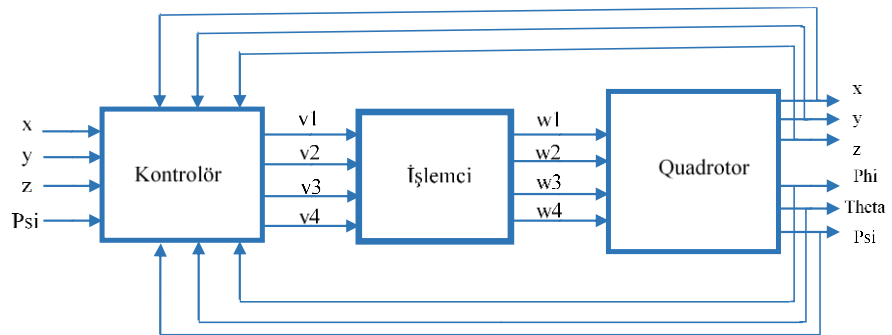 x
y
z
Psi
Kontrolör
v1
v2
v3
v4
İşlemci
w1
w2
w3
w4
Quadrotor
x
y
z
Phi
Theta
Psi